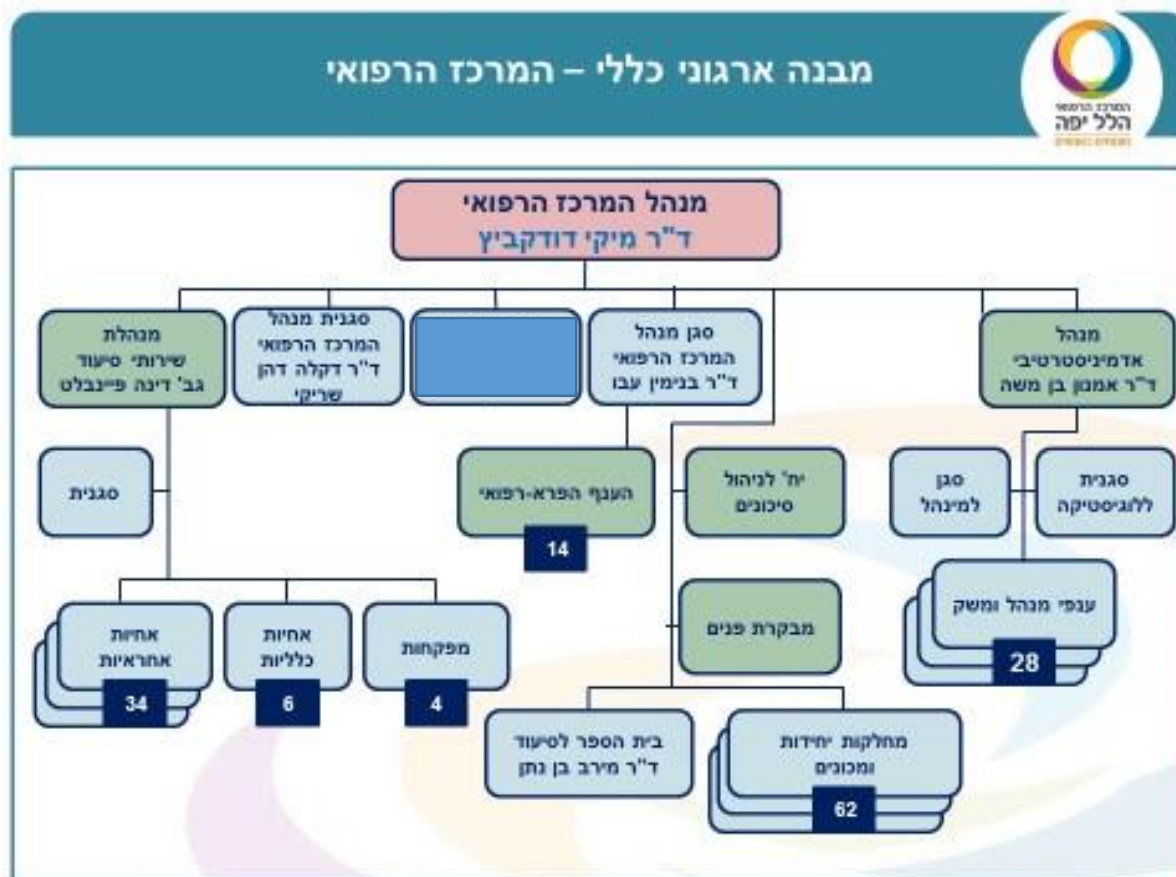 מבנה ארגוני כללי – המרכז הרפואי
המרכז הרפואי
הלל יפה
מנהל המרכז הרפואי
ד"ר מיקי דודקביץ
מנהל
אדמיניסטרטיבי
ד"ר אמנון בן משה
סגן מנהל
המרכז הרפואי
ד"ר בנימין עבו
סגנית מנהל
המרכז הרפואי
ד"ר דקלה דהן
שריקי
מנהלת
שירותי סיעוד
גב' דינה פיינבלט
סגנית
ללוגיסטיקה
סגן
למינהל
יח' לניהול
סיכונים
הענף הפרא-רפואי
14
סגנית
ענפי מנהל ומשק
28
מבקרת פנים
מפקחות
4
אחיות
כלליות
6
אחיות
אחראיות
34
מחלקות יחידות
ומכונים
62
בית הספר לסיעוד
ד"ר מירב בן נתן